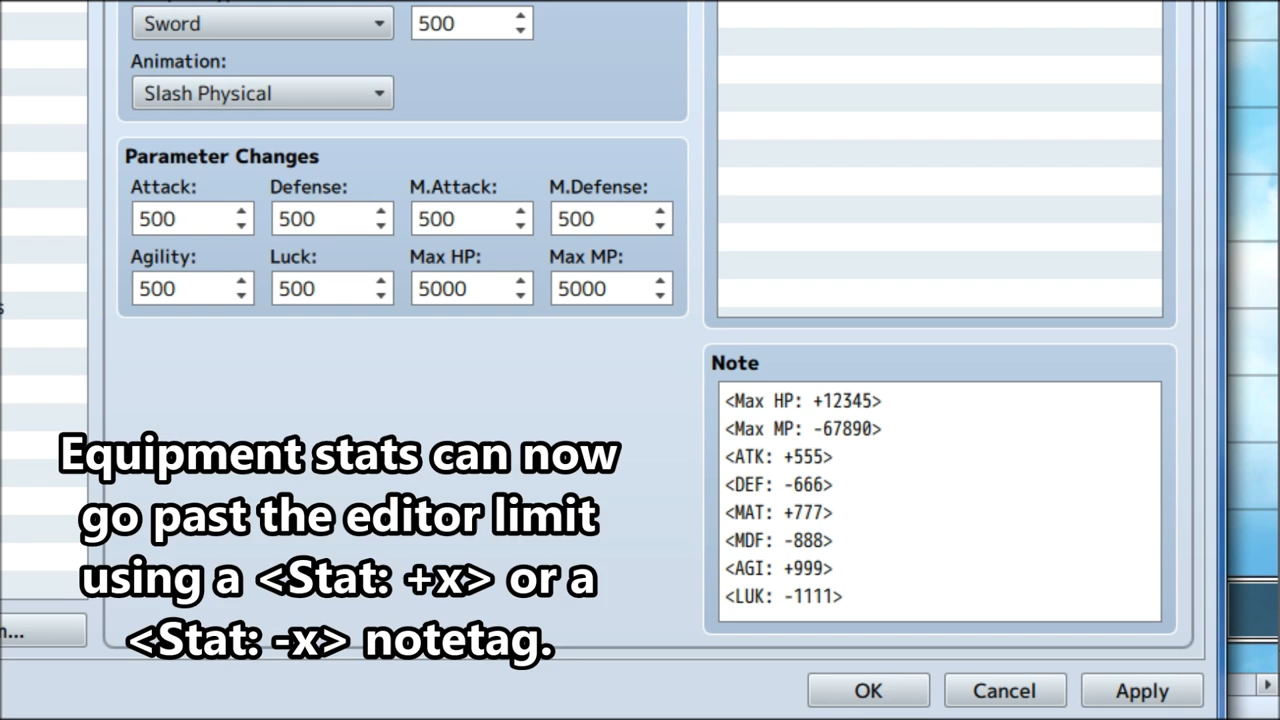 Sword
500
Animation:
Slash Physical
Parameter Changes
Attack: Defense: M.Attack: M.Defense:
500 500 500 500
Agility: Luck: Max HP: Max MP:
500 500 5000 5000
Note
<Max HP: +12345>
<Max MP: -67890>
<ATK: +555>
<DEF: -666>
<MAT: +777>
<MDF: -888>
<AGI: +999>
<LUK: -1111>
Equipment stats can now
go past the editor limit
using a <Stat: +x> or a
<Stat: -x> notetag.
OK Cancel Apply